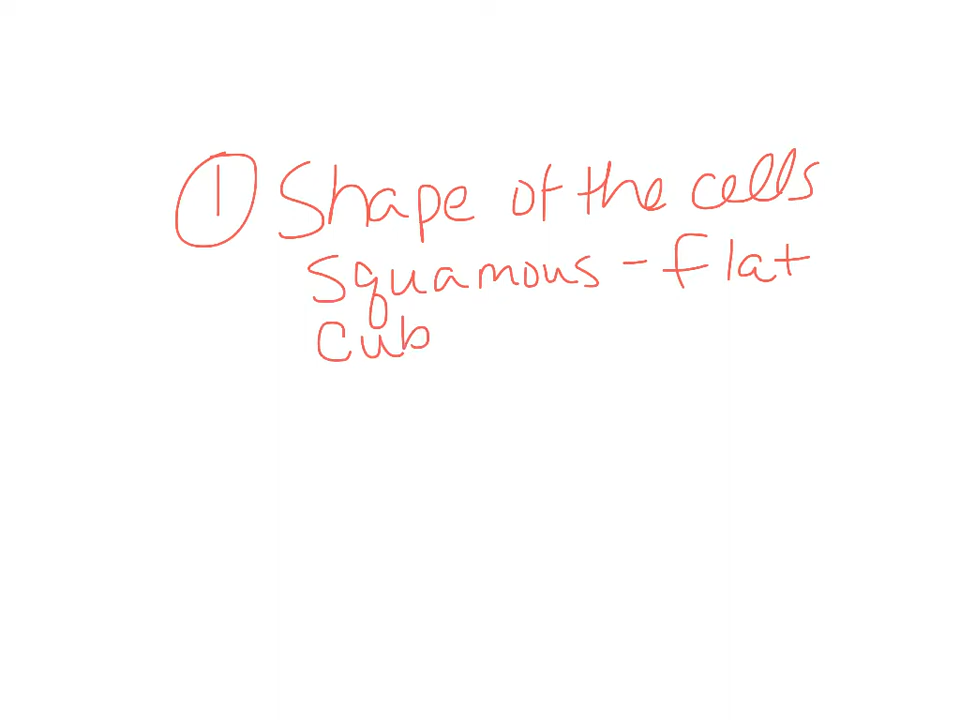 ① Shape of the cells
Squamous - flat
Cub